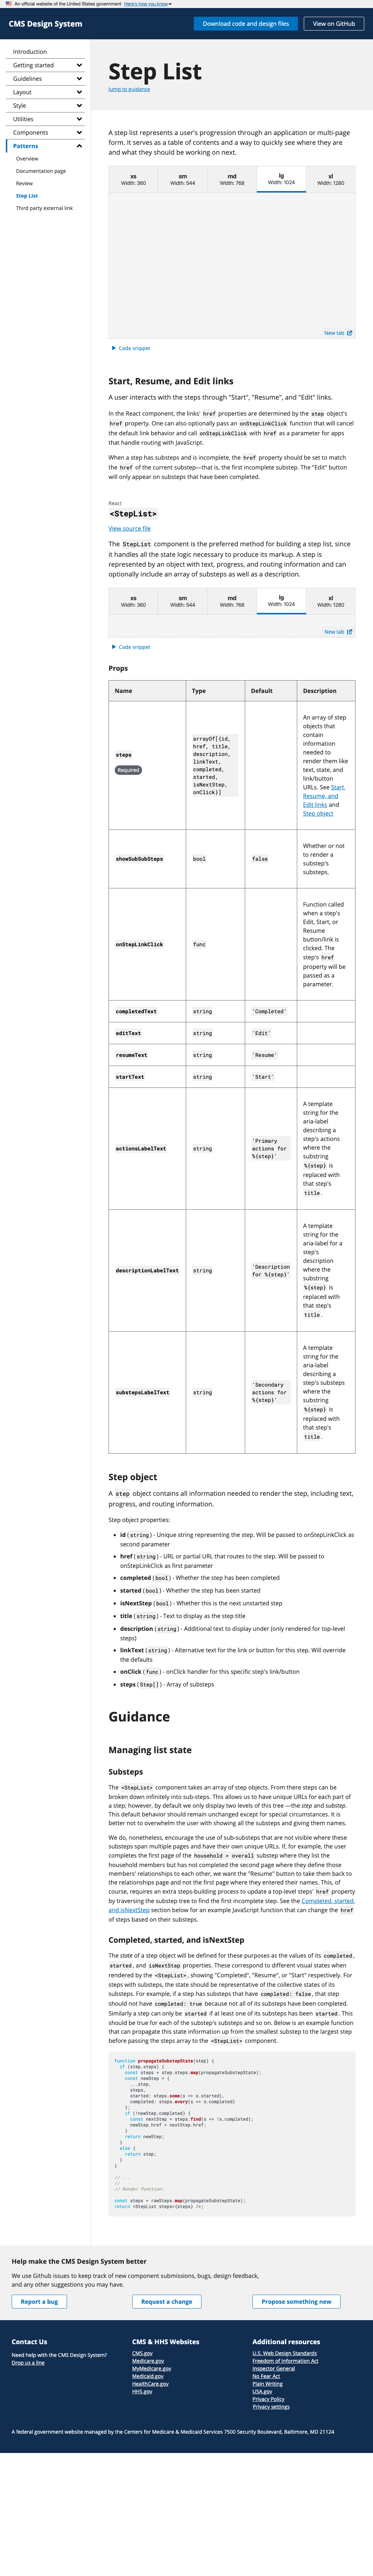 An official website of the United States government Here's how you know
CMS Design System
Download code and design files
View on GitHub
Introduction
Getting started
Guidelines
Layout
Style
Utilities
Components
Patterns
Overview
Documentation page
Review
Step List
Third party external link
Step List
Jump to guidance
A step list represents a user's progression through an application or multi-page
form. It serves as a table of contents and a way to quickly see where they are
and what they should be working on next.
xs
Width: 360
sm
Width: 544
md
Width: 768
lg
Width: 1024
xl
Width: 1280
New tab
Code snippet
Start, Resume, and Edit links
A user interacts with the steps through "Start", "Resume", and "Edit" links.
In the React component, the links' href properties are determined by the step object's
href property. One can also optionally pass an onStepLinkClick function that will cancel
the default link behavior and call onStepLinkClick with href as a parameter for apps
that handle routing with JavaScript.
When a step has substeps and is incomplete, the href property should be set to match
the href of the current substep—that is, the first incomplete substep. The "Edit" button
will only appear on substeps that have been completed.
React
<StepList>
View source file
The StepList component is the preferred method for building a step list, since
it handles all the state logic necessary to produce its markup. A step is
represented by an object with text, progress, and routing information and can
optionally include an array of substeps as well as a description.
xs
Width: 360
sm
Width: 544
md
Width: 768
lg
Width: 1024
xl
Width: 1280
New tab
Code snippet
Props
Name Type Default Description
steps
Required
arrayOf[{id,
href, title,
description,
linkText,
completed,
started,
isNextStep,
onClick}]
An array of step
objects that
contain
information
needed to
render them like
text, state, and
link/button
URLs. See Start,
Resume, and
Edit links and
Step object
showSubSubSteps
bool
false
Whether or not
to render a
substep's
substeps.
onStepLinkClick
func
Function called
when a step's
Edit, Start, or
Resume
button/link is
clicked. The
step's href
property will be
passed as a
parameter.
completedText string 'Completed'
editText string 'Edit'
resumeText string 'Resume'
startText string 'Start'
actionsLabelText
string
'Primary
actions for
%{step}'
A template
string for the
aria-label
describing a
step's actions
where the
substring
%{step} is
replaced with
that step's
title.
descriptionLabelText
string
'Description
for %{step}'
A template
string for the
aria-label for a
step's
description
where the
substring
%{step} is
replaced with
that step's
title.
substepsLabelText
string
'Secondary
actions for
%{step}'
A template
string for the
aria-label
describing a
step's substeps
where the
substring
%{step} is
replaced with
that step's
title.
Step object
A step object contains all information needed to render the step, including text,
progress, and routing information.
Step object properties:
id (string) - Unique string representing the step. Will be passed to onStepLinkClick as
second parameter
href (string) - URL or partial URL that routes to the step. Will be passed to
onStepLinkClick as first parameter
completed (bool) - Whether the step has been completed
started (bool) - Whether the step has been started
isNextStep (bool) - Whether this is the next unstarted step
title (string) - Text to display as the step title
description (string) - Additional text to display under (only rendered for top-level
steps)
linkText (string) - Alternative text for the link or button for this step. Will override
the defaults
onClick (func) - onClick handler for this specific step's link/button
steps (Step[]) - Array of substeps
Guidance
Managing list state
Substeps
The <StepList> component takes an array of step objects. From there steps can be
broken down infinitely into sub-steps. This allows us to have unique URLs for each part of
a step; however, by default we only display two levels of this tree —the step and substep.
This default behavior should remain unchanged except for special circumstances. It is
better to not overwhelm the user with showing all the substeps and giving them names.
We do, nonetheless, encourage the use of sub-substeps that are not visible where these
substeps span multiple pages and have their own unique URLs. If, for example, the user
completes the first page of the household > overall substep where they list the
household members but has not completed the second page where they define those
members' relationships to each other, we want the "Resume" button to take them back to
relationships page and not the first page where they entered their names. This, of
course, requires an extra steps-building process to update a top-level steps' href property
by traversing the substep tree to find the first incomplete step. See the Completed, started,
and isNextStep section below for an example JavaScript function that can change the href
of steps based on their substeps.
Completed, started, and isNextStep
The state of a step object will be defined for these purposes as the values of its completed,
started, and isNextStep properties. These correspond to different visual states when
rendered by the <StepList>, showing "Completed", "Resume", or "Start" respectively. For
steps with substeps, the state should be representative of the collective states of its
substeps. For example, if a step has substeps that have completed: false, that step
should not have completed: true because not all of its substeps have been completed.
Similarly a step can only be started if at least one of its substeps has been started. This
should be true for for each of the substep's substeps and so on. Below is an example function
that can propagate this state information up from the smallest substep to the largest step
before passing the steps array to the <StepList> component.
function propagateSubstepState(step) {
if (step.steps) {
const steps = step.steps.map(propagateSubstepState);
const newStep = {
...step,
steps,
started: steps.some(s => s.started),
completed: steps.every(s => s.completed)
};
if (!newStep.completed) {
const nextStep = steps.find(s => !s.completed);
newStep.href = nextStep.href;
}
return newStep;
}
else {
return step;
}
}
// ...
//
// Render function:
const steps = rawSteps.map(propagateSubstepState);
return <StepList steps={steps} />;
Help make the CMS Design System better
We use Github issues to keep track of new component submissions, bugs, design feedback,
and any other suggestions you may have.
Report a bug
Request a change
Propose something new
Contact Us
Need help with the CMS Design System?
Drop us a line
CMS & HHS Websites
CMS.gov
Medicare.gov
MyMedicare.gov
Medicaid.gov
HealthCare.gov
HHS.gov
Additional resources
U.S. Web Design Standards
Freedom of Information Act
Inspector General
No Fear Act
Plain Writing
USA.gov
Privacy Policy
Privacy settings
A federal government website managed by the Centers for Medicare & Medicaid Services 7500 Security Boulevard, Baltimore, MD 21124